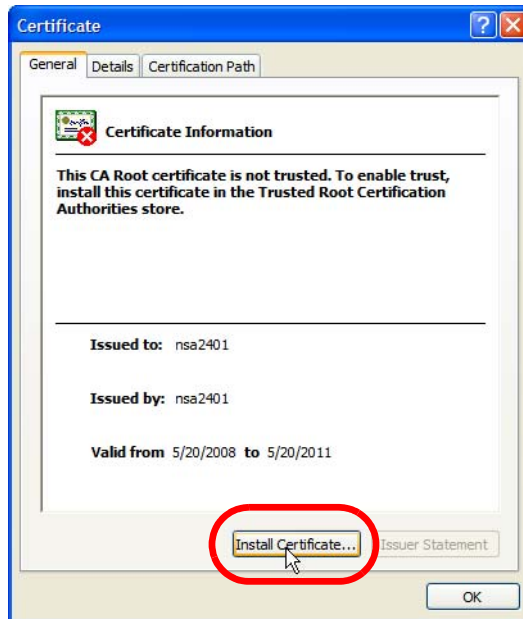 Certificate
General Details Certification Path
Certificate Information
This CA Root certificate is not trusted. To enable trust,
install this certificate in the Trusted Root Certification
Authorities store.
Issued to: nsa2401
Issued by: nsa2401
Valid from 5/20/2008 to 5/20/2011
Install Certificate... Issuer Statement
OK